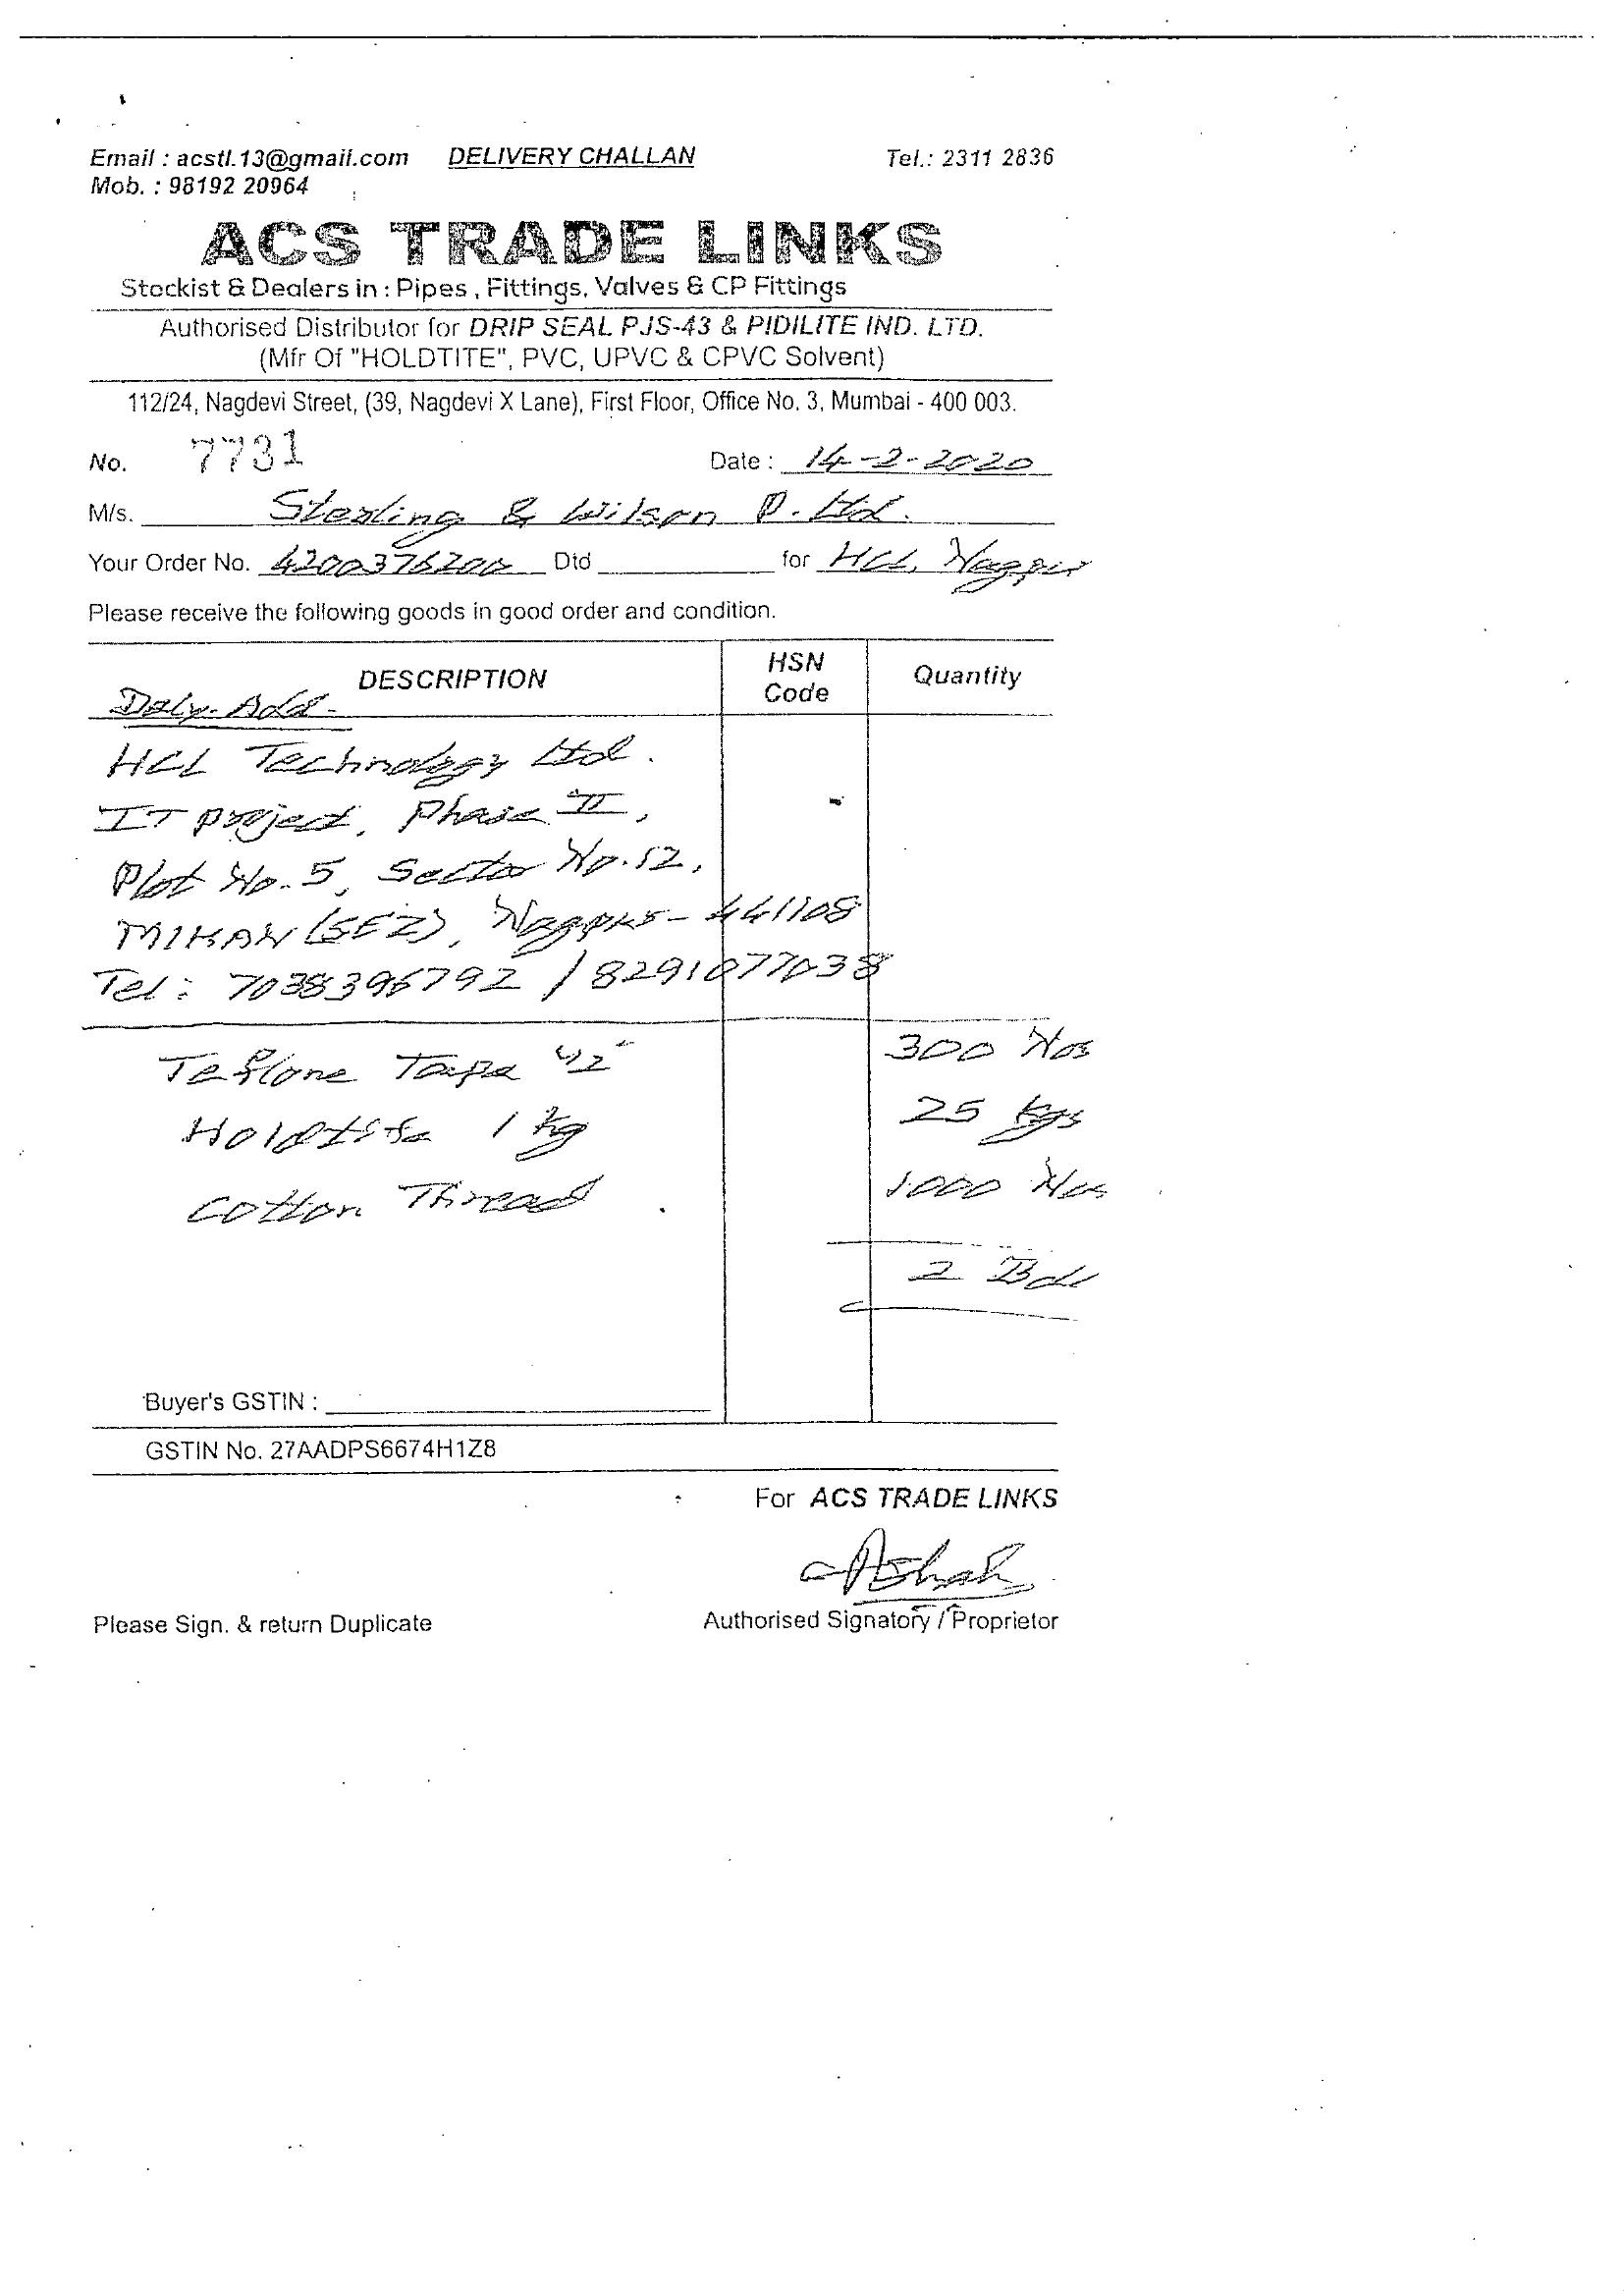 Email : acstl.13@gmail.com DELIVERY CHALLAN Tel.: 2311 2836
Mob. : 98192 20964
ACS TRADE LINKS
Stockist & Dealers in : Pipes , Fittings, Valves & CP Fittings
Authorised Distributor for DRIP SEAL PJS-43 & PIDILITE IND. LTD.
(Mfr Of "HOLDTITE", PVC, UPVC & CPVC Solvent)
112/24, Nagdevi Street, (39, Nagdevi X Lane), First Floor, Office No. 3, Mumbai - 400 003.
No. 7731 Date : 14-2-2020
M/s. Sterling & Wilson P. Ltd.
Your Order No. 4200376200 Dtd for HCL, Nagpur
Please receive the following goods in good order and condition.
DESCRIPTION HSN Code Quantity
Dely. Add-
HCL Technology Ltd.
IT project, Phase II,
Plot No. 5, Sector No. 12,
MIHAN (SEZ), Nagpur - 441108
Tel: 7038396792 / 8291077038
Teflone Tape 300 Nos
Holdtite 1 kg 25 kgs
Cotton Thread 1000 Nos
2 Bdl
Buyer's GSTIN :
GSTIN No. 27AADPS6674H1Z8
For ACS TRADE LINKS
Please Sign. & return Duplicate Authorised Signatory / Proprietor